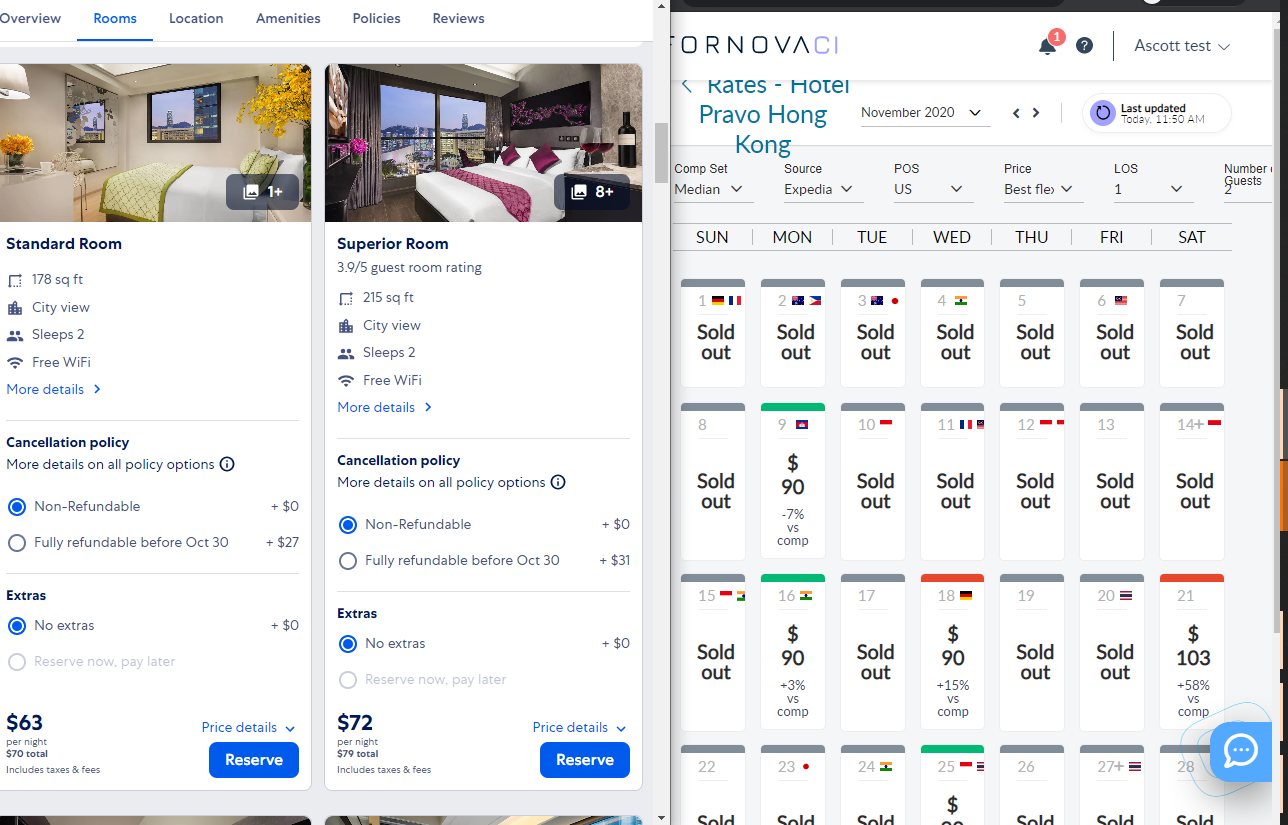 Overview Rooms Location Amenities Policies Reviews
1+
Standard Room
178 sq ft
City view
Sleeps 2
Free WiFi
More details
Cancellation policy
More details on all policy options
Non-Refundable + $0
Fully refundable before Oct 30 + $27
Extras
No extras + $0
Reserve now, pay later
$63
per night
$70 total
Includes taxes & fees
Price details
Reserve
8+
Superior Room
3.9/5 guest room rating
215 sq ft
City view
Sleeps 2
Free WiFi
More details
Cancellation policy
More details on all policy options
Non-Refundable + $0
Fully refundable before Oct 30 + $31
Extras
No extras + $0
Reserve now, pay later
$72
per night
$79 total
Includes taxes & fees
Price details
Reserve
FORNOVACI
1
?
Ascott test
Rates - Hotel
Pravo Hong
Kong
November 2020
Last updated
Today, 11:50 AM
Comp Set Source POS Price LOS Number
Guests
Median Expedia US Best flex 1 2
SUN MON TUE WED THU FRI SAT
1 2 3 4 5 6 7
Sold Sold Sold Sold Sold Sold Sold
out out out out out out out
8 9 10 11 12 13 14+
Sold $ Sold Sold Sold Sold Sold
out 90 out out out out out
-7%
vs
comp
15 16 17 18 19 20 21
Sold $ Sold $ Sold Sold $
out 90 out 90 out out 103
+3% +15% +58%
vs vs vs
comp comp comp
22 23 24 25 26 27+ 28
Sold Sold Sold $ Sold Sold Sold